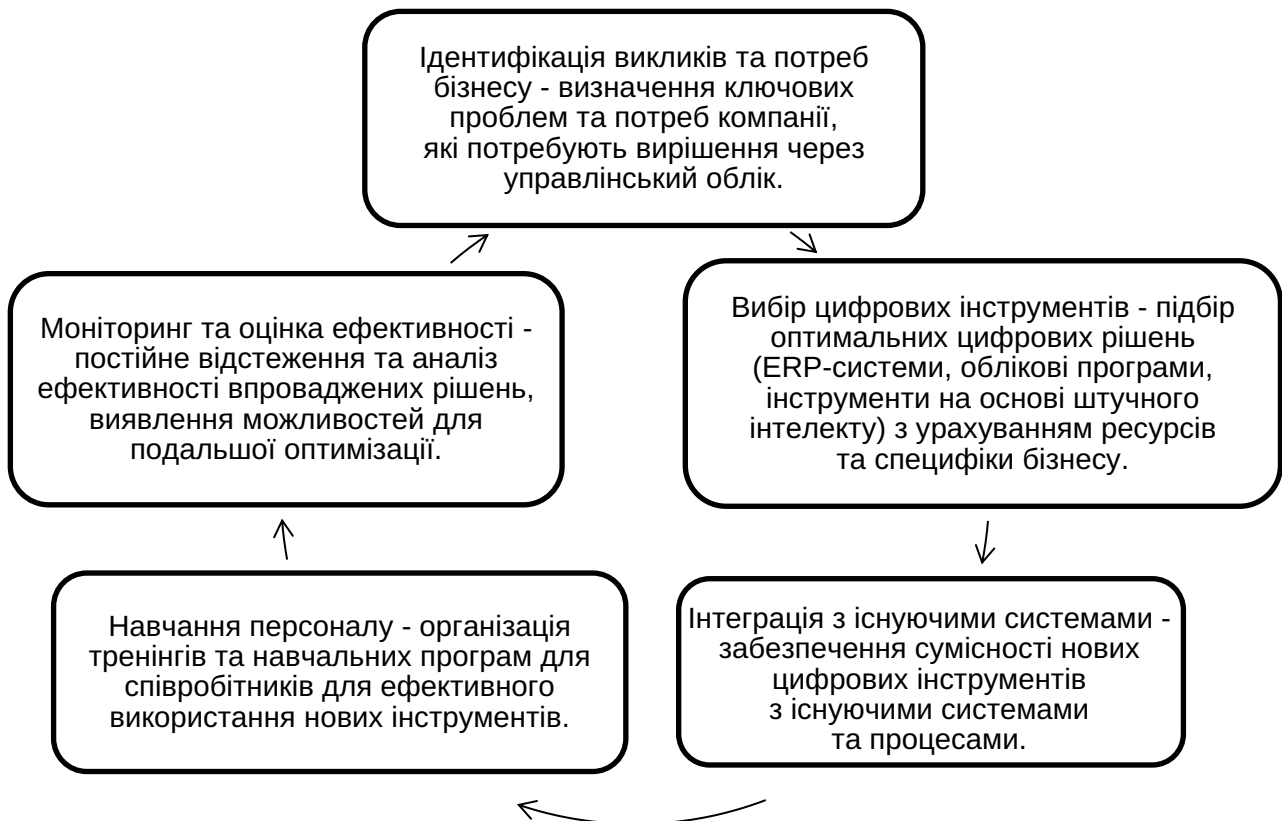 Ідентифікація викликів та потреб
бізнесу - визначення ключових
проблем та потреб компанії,
які потребують вирішення через
управлінський облік.
Вибір цифрових інструментів - підбір
оптимальних цифрових рішень
(ERP-системи, облікові програми,
інструменти на основі штучного
інтелекту) з урахуванням ресурсів
та специфіки бізнесу.
Інтеграція з існуючими системами -
забезпечення сумісності нових
цифрових інструментів
з існуючими системами
та процесами.
Навчання персоналу - організація
тренінгів та навчальних програм для
співробітників для ефективного
використання нових інструментів.
Моніторинг та оцінка ефективності -
постійне відстеження та аналіз
ефективності впроваджених рішень,
виявлення можливостей для
подальшої оптимізації.